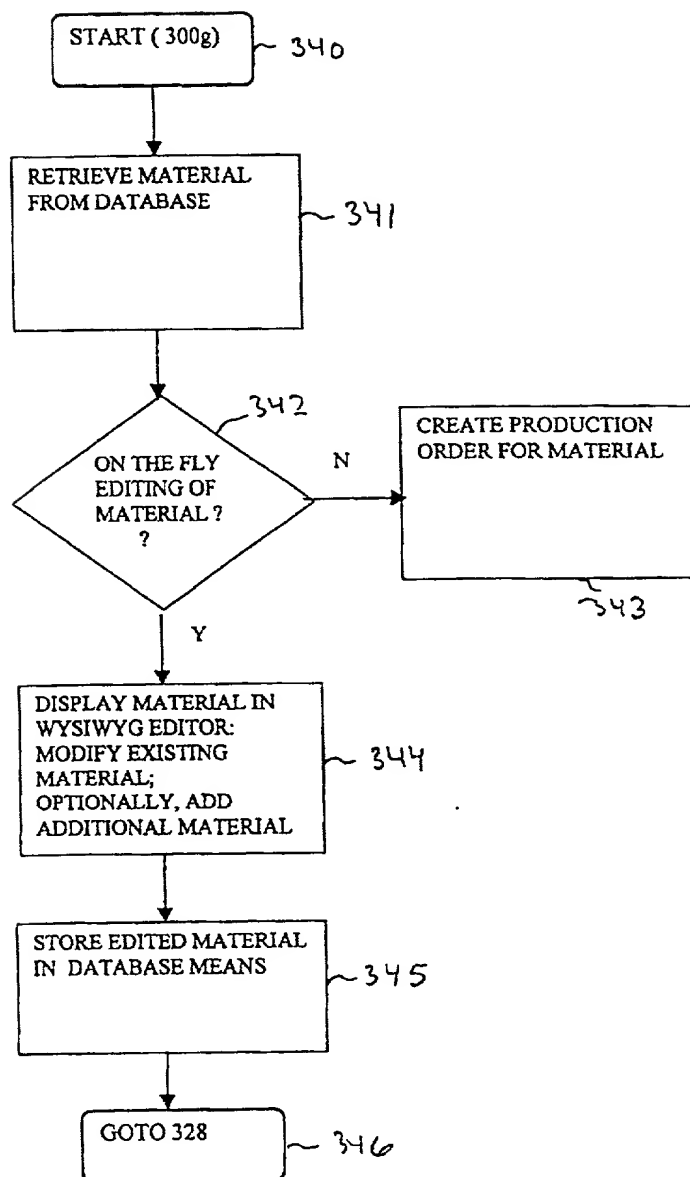 START ( 300g)
340
RETRIEVE MATERIAL
FROM DATABASE
341
342
ON THE FLY
EDITING OF
MATERIAL ?
?
N
CREATE PRODUCTION
ORDER FOR MATERIAL
343
Y
DISPLAY MATERIAL IN
WYSIWYG EDITOR:
MODIFY EXISTING
MATERIAL;
OPTIONALLY, ADD
ADDITIONAL MATERIAL
344
STORE EDITED MATERIAL
IN DATABASE MEANS
345
GOTO 328
346